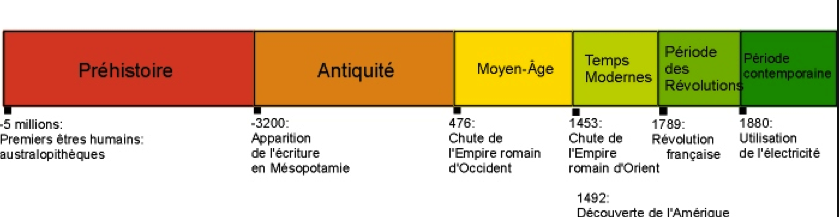 Préhistoire
Antiquité
Moyen-Âge
Temps
Modernes
Période
des
Révolutions
Période
contemporaine
-5 millions:
Premiers êtres humains:
australopithèques
-3200:
Apparition
de l'écriture
en Mésopotamie
476:
Chute de
l'Empire romain
d'Occident
1453:
Chute de
l'Empire
romain d'Orient
1492:
Découverte de l'Amérique
1789:
Révolution
française
1880:
Utilisation
de l'électricité